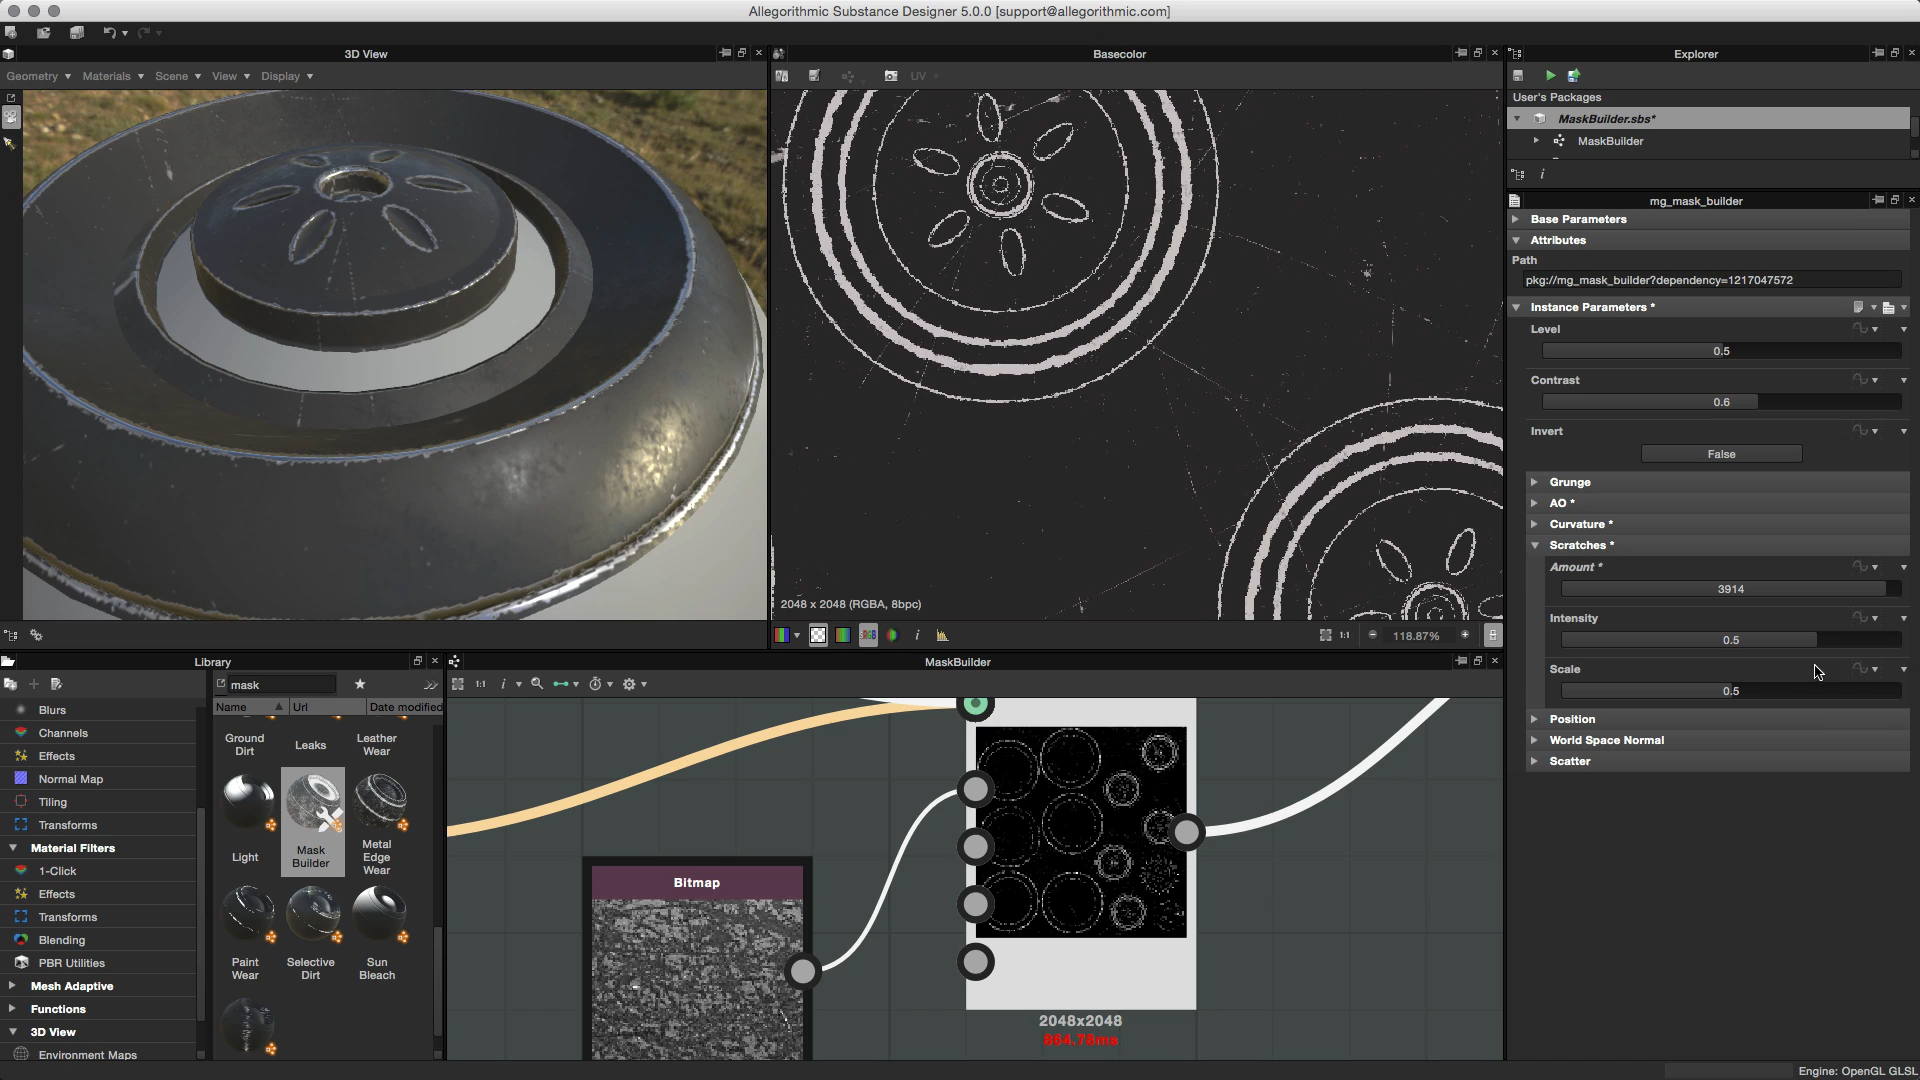 Allegorithmic Substance Designer 5.0.0 [support@allegorithmic.com]
3D View
Geometry
Materials
Scene
View
Display
Basecolor
UV
2048 x 2048 (RGBA, 8bpc)
RGB
i
1:1
118.87%
Explorer
User's Packages
MaskBuilder.sbs*
MaskBuilder
i
mg_mask_builder
Base Parameters
Attributes
Path
pkg://mg_mask_builder?dependency=1217047572
Instance Parameters *
Level
0.5
Contrast
0.6
Invert
False
Grunge
AO *
Curvature *
Scratches *
Amount *
3914
Intensity
0.5
Scale
0.5
Position
World Space Normal
Scatter
Library
mask
Name
Url
Date modified
Blurs
Channels
Effects
Normal Map
Tiling
Transforms
Material Filters
1-Click
Effects
Transforms
Blending
PBR Utilities
Mesh Adaptive
Functions
3D View
Environment Maps
Ground Dirt
Leaks
Leather Wear
Light
Mask Builder
Metal Edge Wear
Paint Wear
Selective Dirt
Sun Bleach
MaskBuilder
1:1
i
Bitmap
2048x2048
864.78ms
Engine: OpenGL GLSL